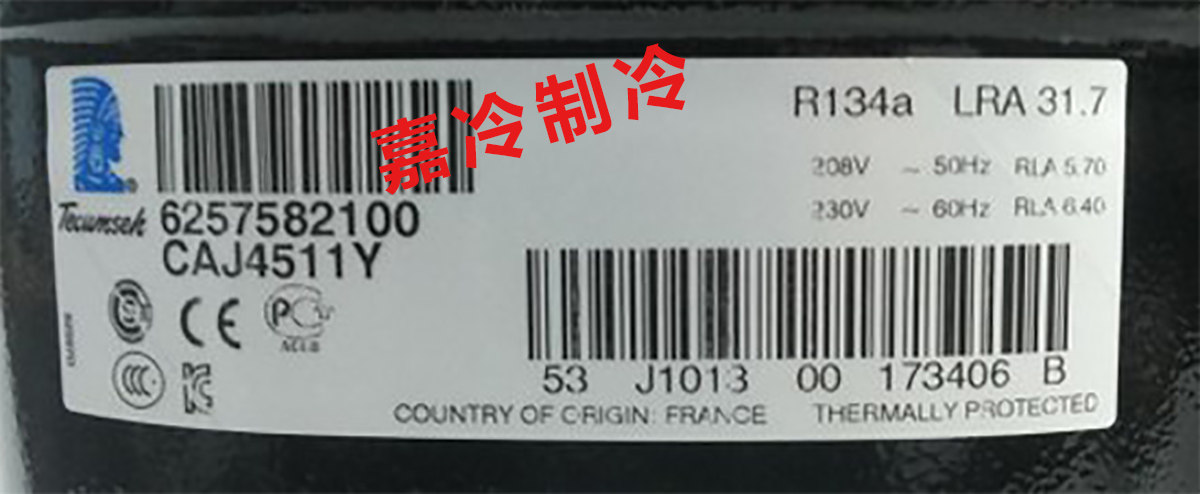 嘉冷制冷
R134a LRA 31.7
208V ~ 50Hz RLA 5.70
230V ~ 60Hz RLA 6.40
Tecumseh
6257582100
CAJ4511Y
CE
PC
53 J1013 00 173406 B
COUNTRY OF ORIGIN: FRANCE THERMALLY PROTECTED